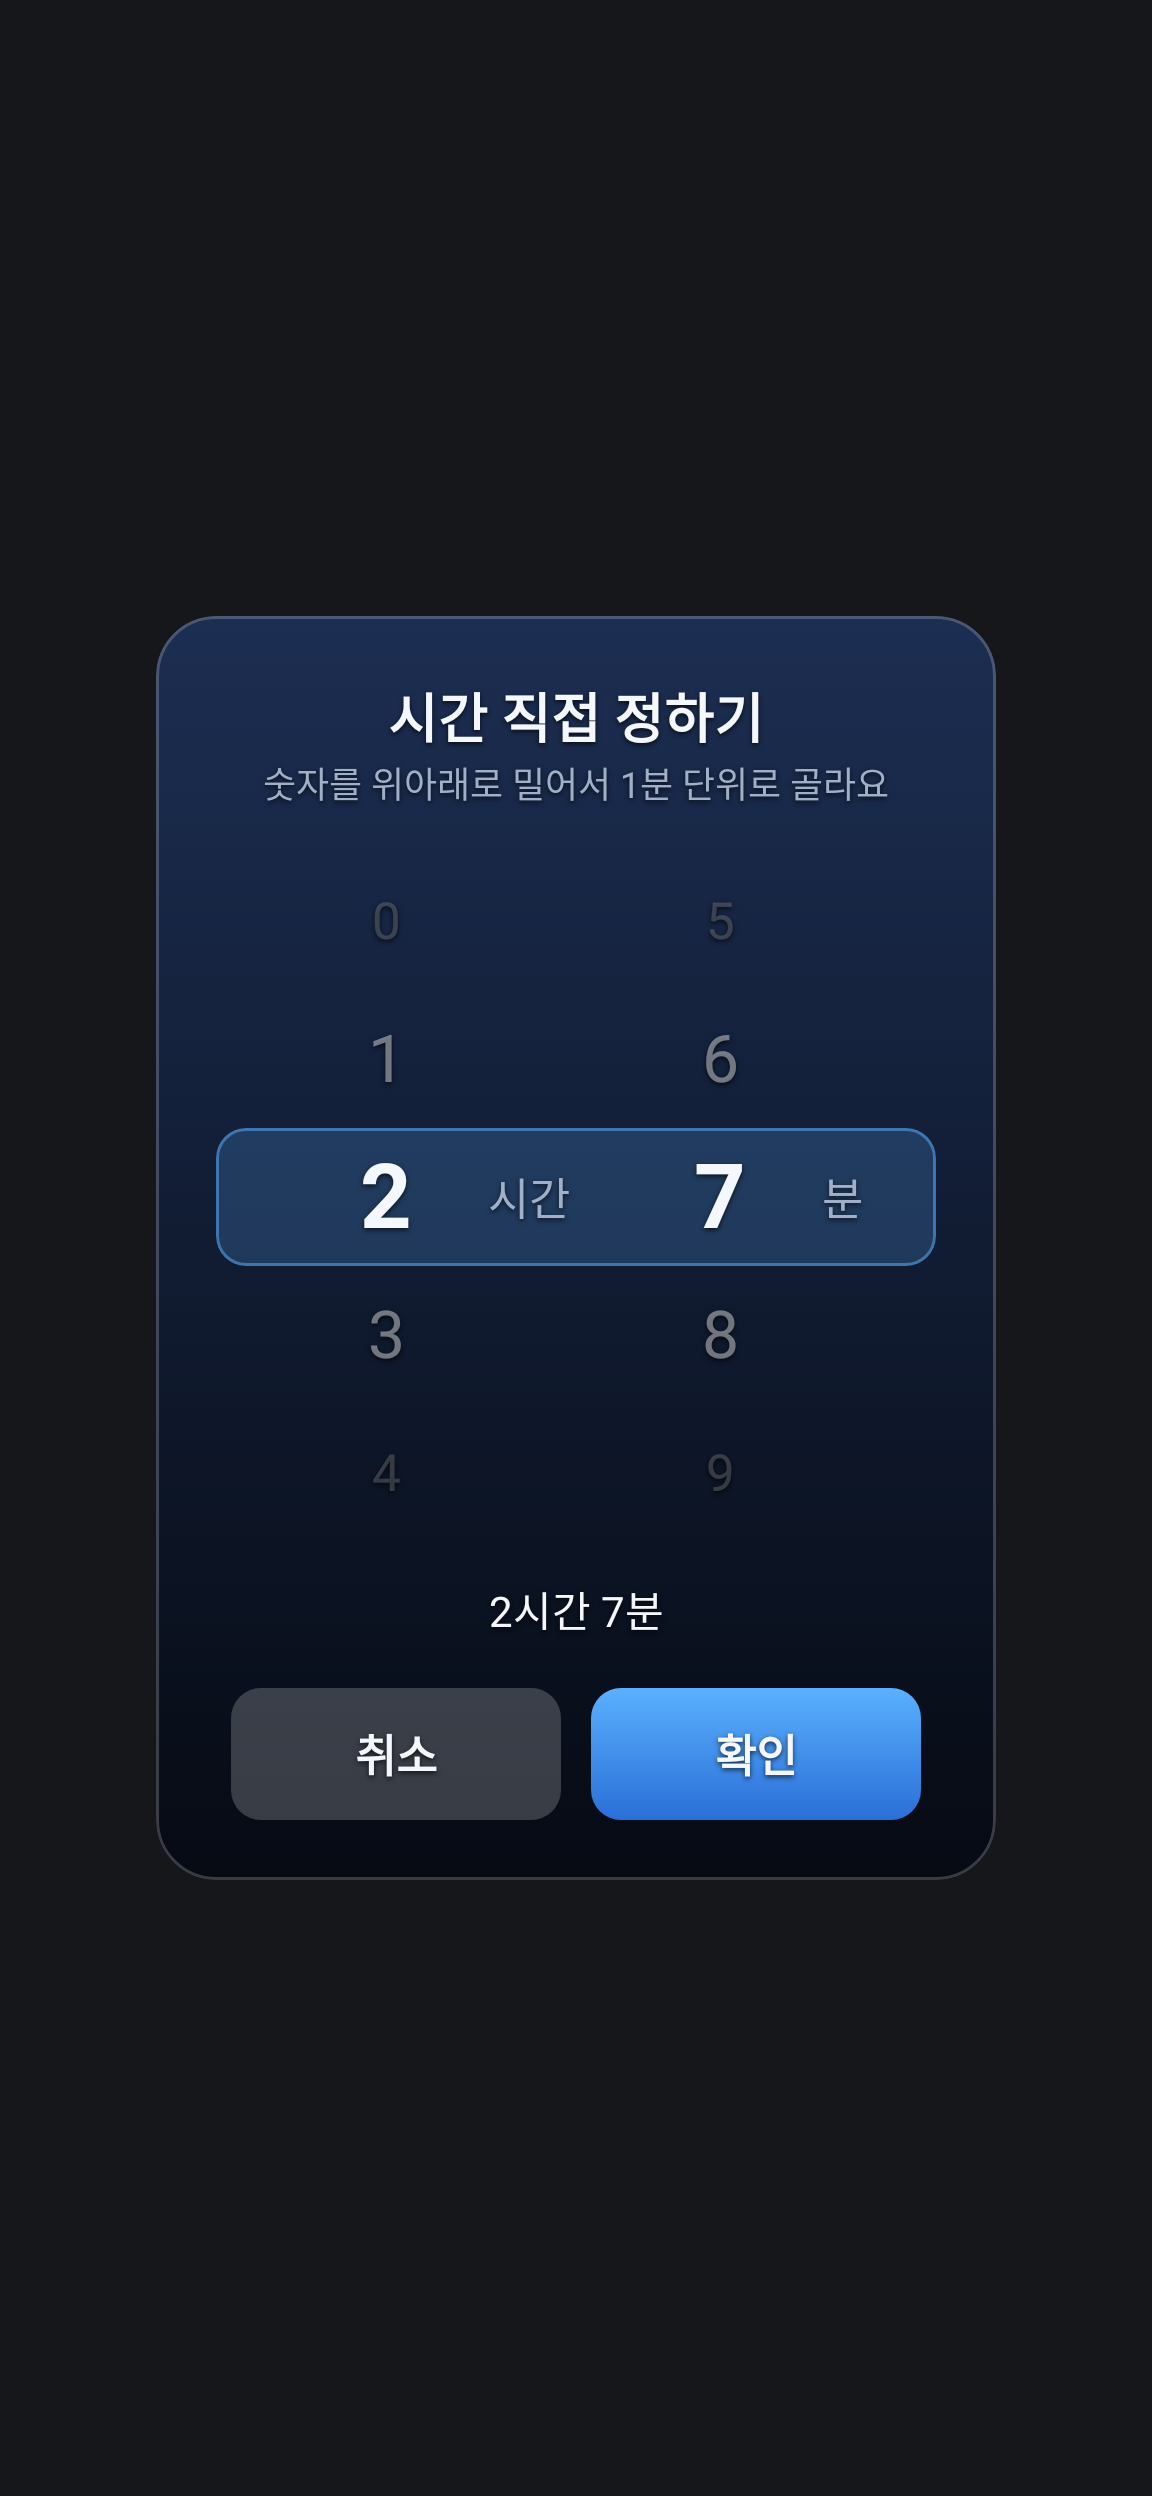 시간 직접 정하기
숫자를 위아래로 밀어서 1분 단위로 골라요
0 5
1 6
2 시간 7 분
3 8
4 9
2시간 7분
취소 확인